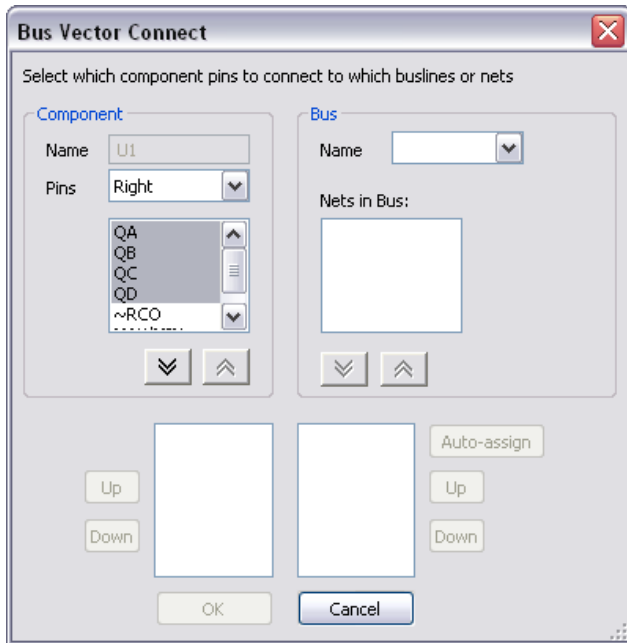 Bus Vector Connect
Select which component pins to connect to which buslines or nets
Component
Name U1
Pins Right
QA
QB
QC
QD
~RCO
Bus
Name
Nets in Bus:
Auto-assign
Up
Up
Down
Down
OK
Cancel